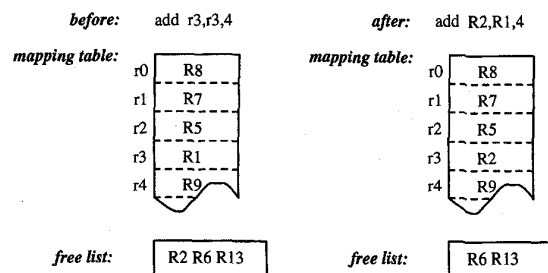 before: add r3,r3,4
mapping table:
r0 R8
r1 R7
r2 R5
r3 R1
r4 R9
free list: R2 R6 R13
after: add R2,R1,4
mapping table:
r0 R8
r1 R7
r2 R5
r3 R2
r4 R9
free list: R6 R13